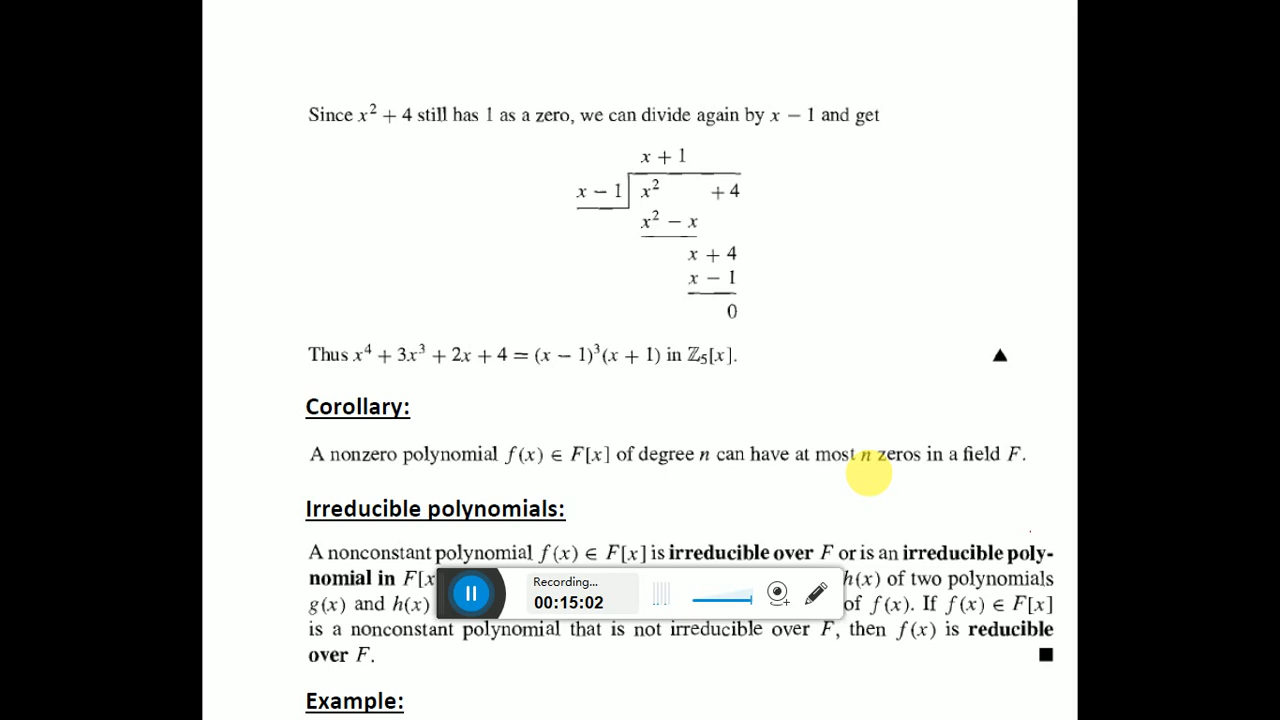 Since x² + 4 still has 1 as a zero, we can divide again by x − 1 and get
x + 1
x − 1 x² + 4
x² − x
x + 4
x − 1
0
Thus x⁴ + 3x³ + 2x + 4 = (x − 1)³(x + 1) in ℤ₅[x]. ▲
Corollary:
A nonzero polynomial f(x) ∈ F[x] of degree n can have at most n zeros in a field F.
Irreducible polynomials:
A nonconstant polynomial f(x) ∈ F[x] is irreducible over F or is an irreducible poly-
nomial in F[x h(x) of two polynomials
g(x) and h(x) of f(x). If f(x) ∈ F[x]
is a nonconstant polynomial that is not irreducible over F, then f(x) is reducible
over F. ■
Recording...
00:15:02
Example: